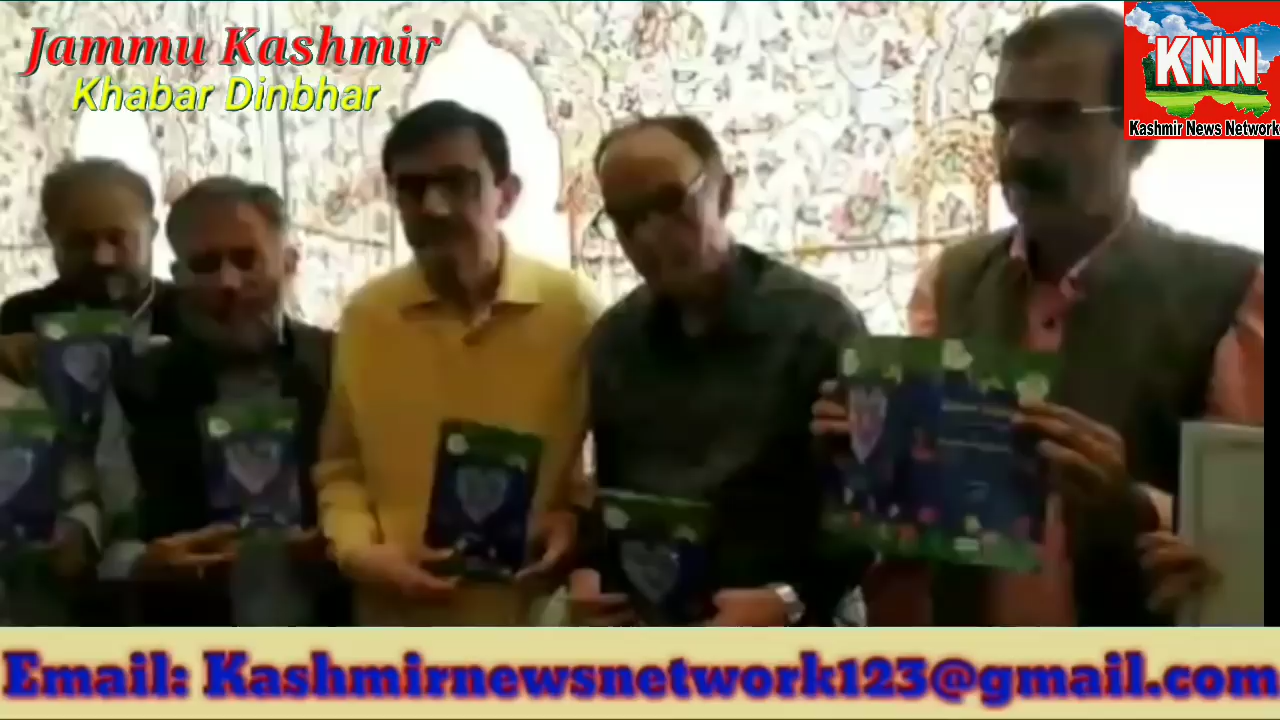 Jammu Kashmir
Khabar Dinbhar
KNN
Kashmir News Network
Email: Kashmirnewsnetwork123@gmail.com